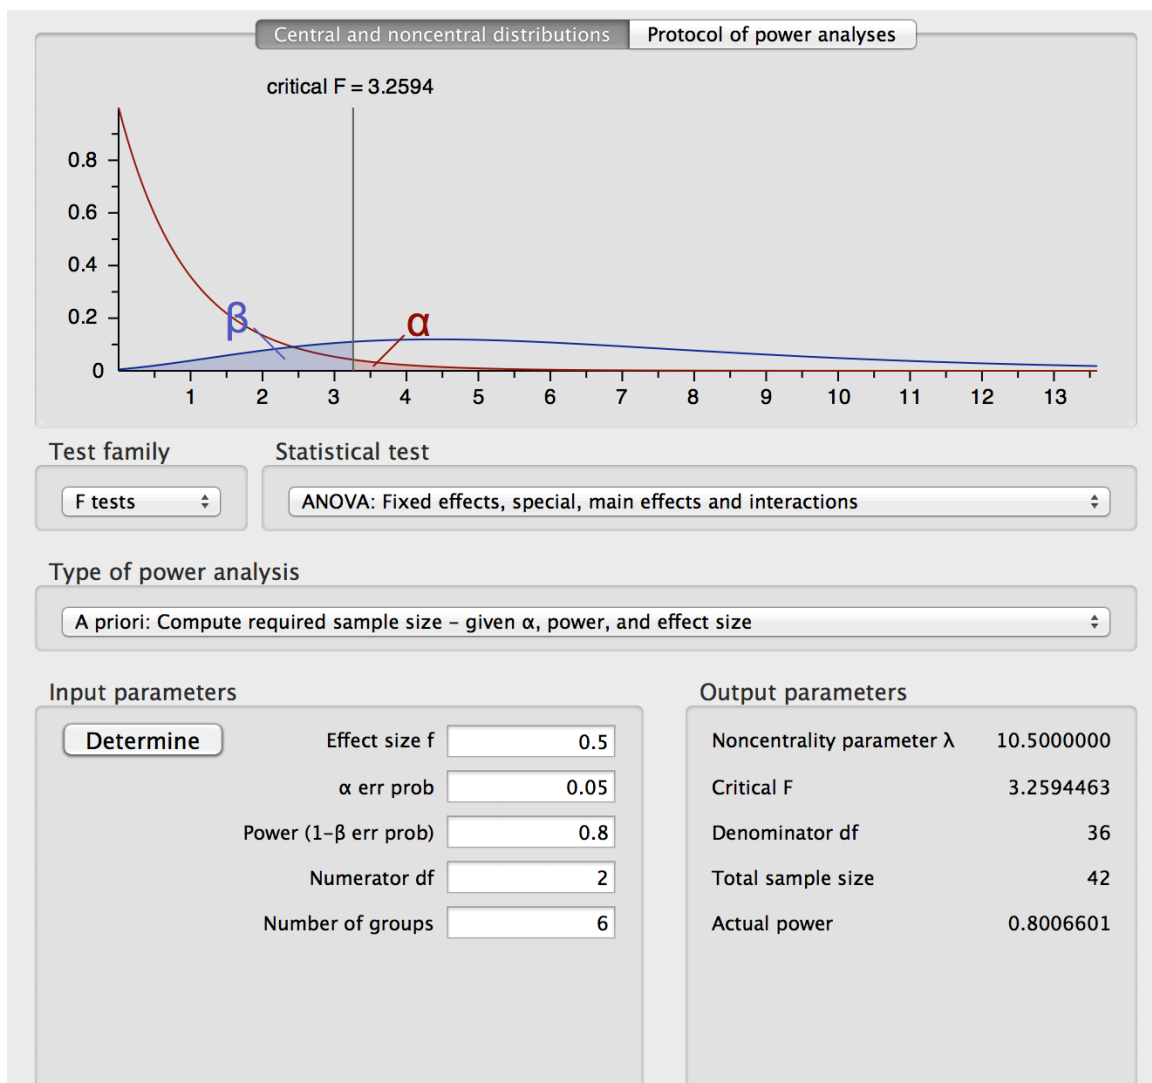 Central and noncentral distributions Protocol of power analyses
critical F = 3.2594
0.8
0.6
0.4
0.2
0
β
α
1 2 3 4 5 6 7 8 9 10 11 12 13
Test family Statistical test
F tests ANOVA: Fixed effects, special, main effects and interactions
Type of power analysis
A priori: Compute required sample size – given α, power, and effect size
Input parameters
Determine Effect size f 0.5
α err prob 0.05
Power (1–β err prob) 0.8
Numerator df 2
Number of groups 6
Output parameters
Noncentrality parameter λ 10.5000000
Critical F 3.2594463
Denominator df 36
Total sample size 42
Actual power 0.8006601